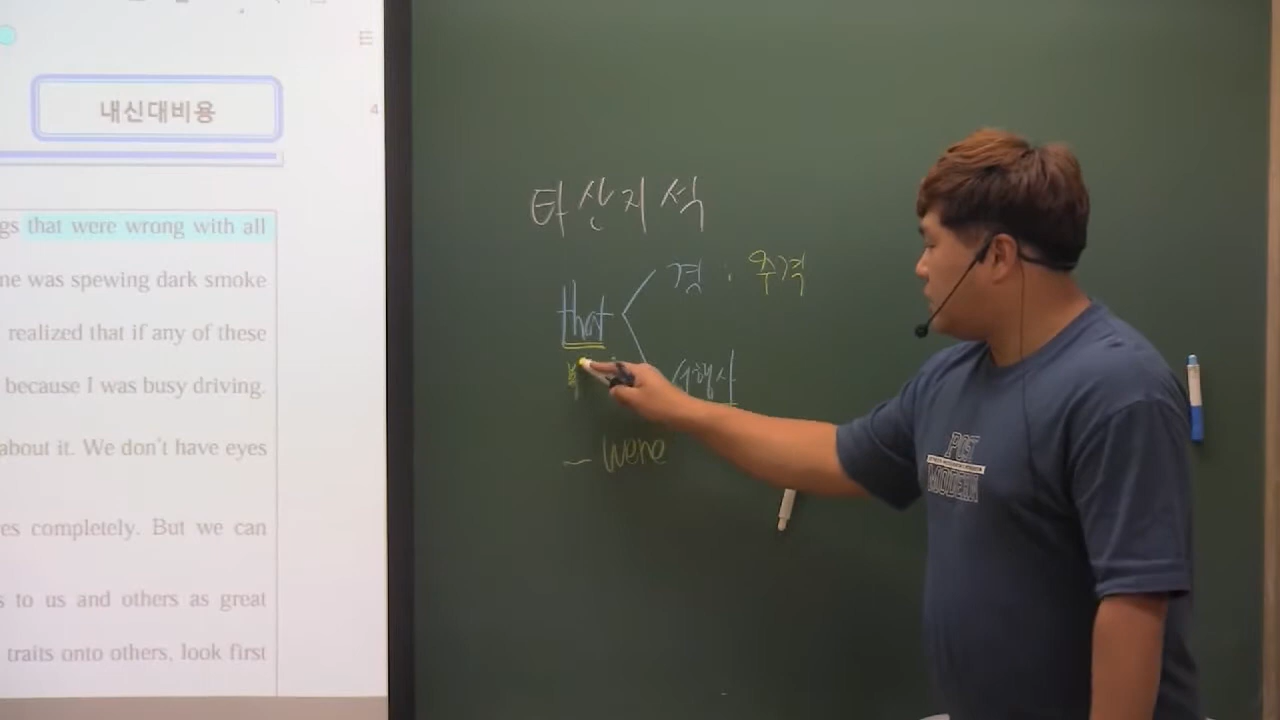 내신대비용
4
gs that were wrong with all
ne was spewing dark smoke
realized that if any of these
because I was busy driving.
about it. We don't have eyes
es completely. But we can
s to us and others as great
traits onto others, look first
타산지석
that
격 : 주격
선행사
- were
POST
MODERN